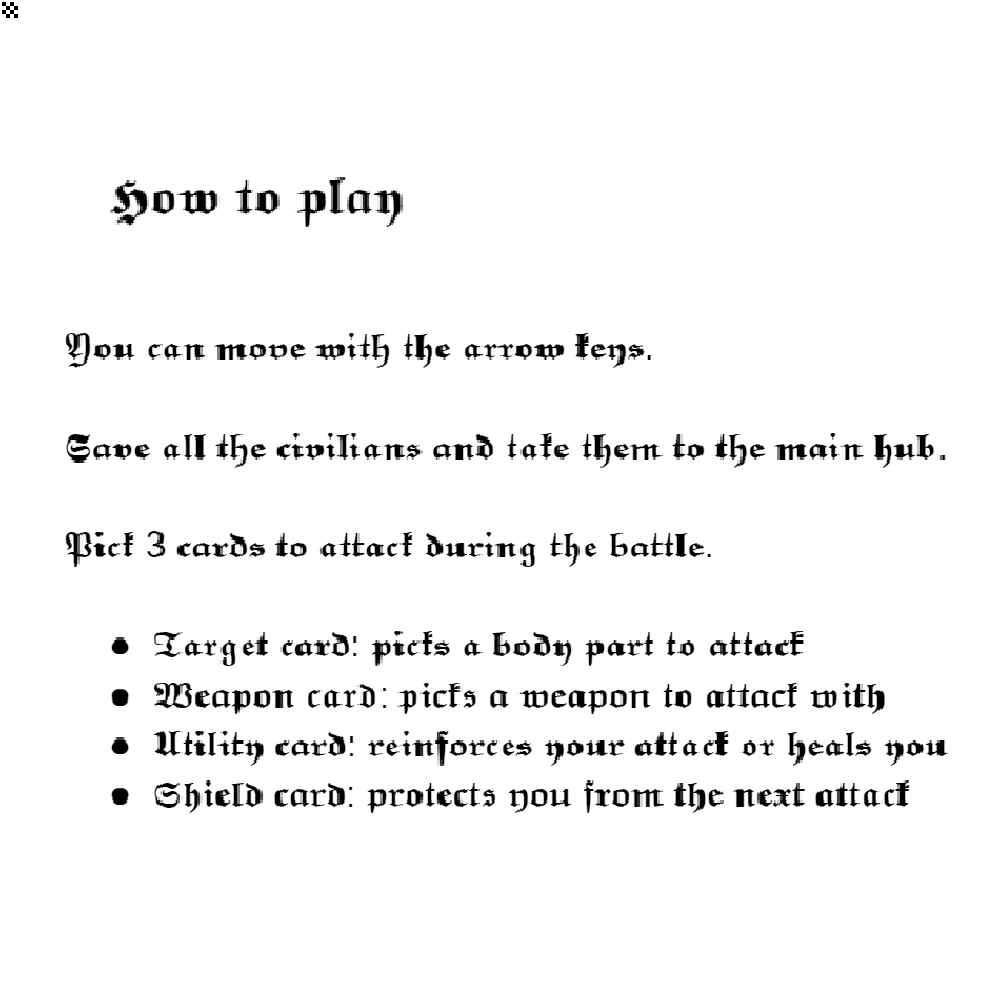 How to play
You can move with the arrow keys.
Save all the civilians and take them to the main hub.
Pick 3 cards to attack during the battle.
• Target card: picks a body part to attack
• Weapon card: picks a weapon to attack with
• Utility card: reinforces your attack or heals you
• Shield card: protects you from the next attack